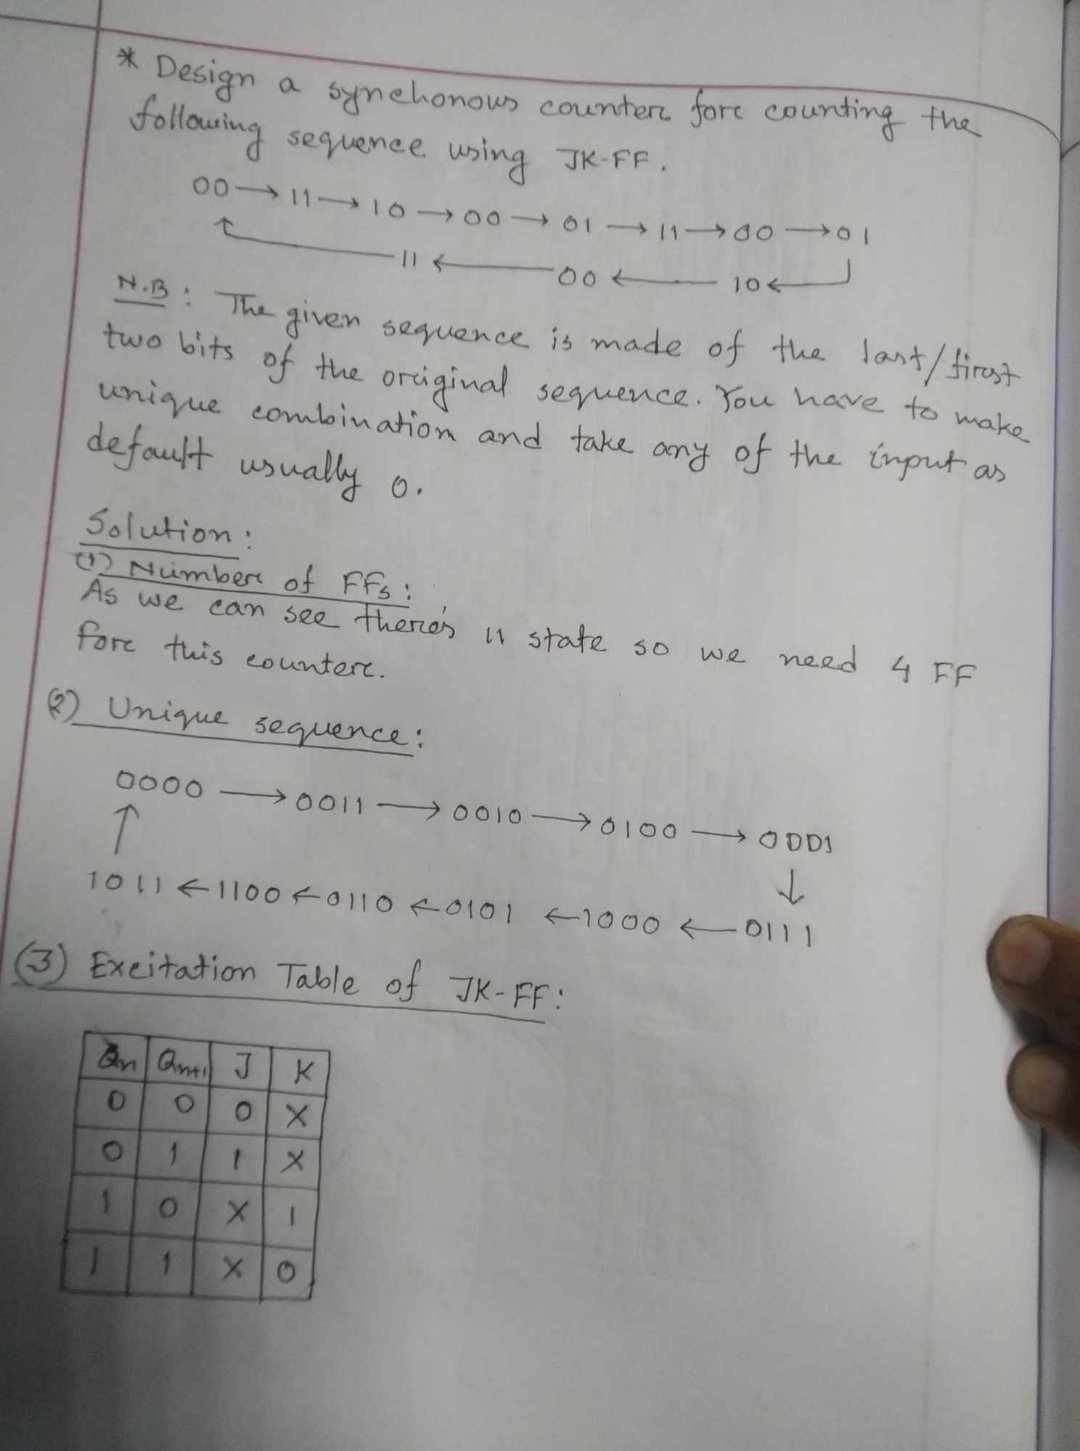 * Design a synchonous counter fore counting the
following sequence using JK-FF.
00 → 11 → 10 → 00 → 01 → 11 → 00 → 01
↑ 11 ← 00 ← 10 ←
N.B: The given sequence is made of the last/first
two bits of the original sequence. You have to make
unique combination and take any of the input as
default usually 0.
Solution:
(1) Number of FFs:
As we can see there's 11 state so we need 4 FF
fore this counter.
(2) Unique sequence:
0000 → 0011 → 0010 → 0100 → 0001
↑ ↓
1011 ← 1100 ← 0110 ← 0101 ← 1000 ← 0111
(3) Excitation Table of JK-FF:
Qn Qn+1 J K
0 0 0 X
0 1 1 X
1 0 X 1
1 1 X 0